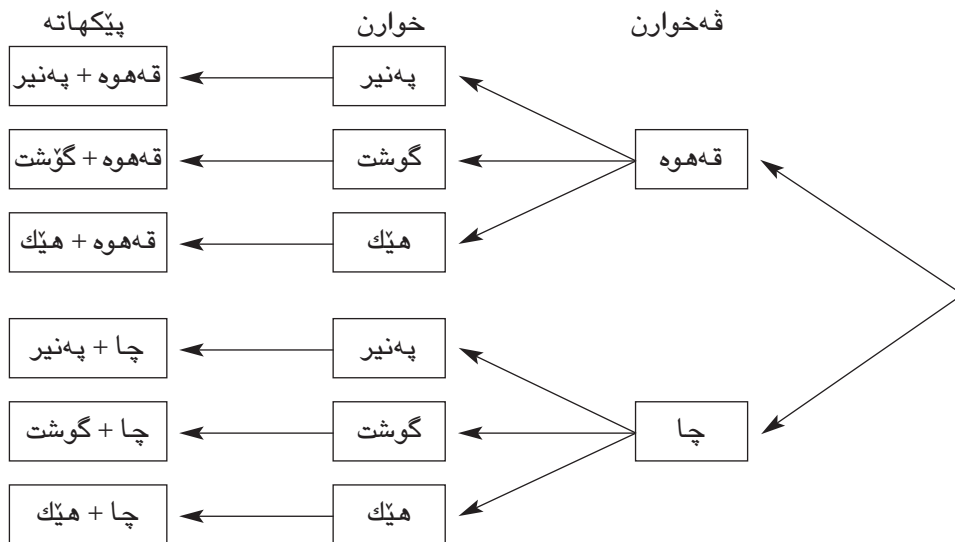 ڤەخوارن
خوارن
پێکهاتە
قەهوە
پەنیر
قەهوە + پەنیر
گوشت
قەهوە + گۆشت
هێك
قەهوە + هێك
چا
پەنیر
چا + پەنیر
گوشت
چا + گوشت
هێك
چا + هێك